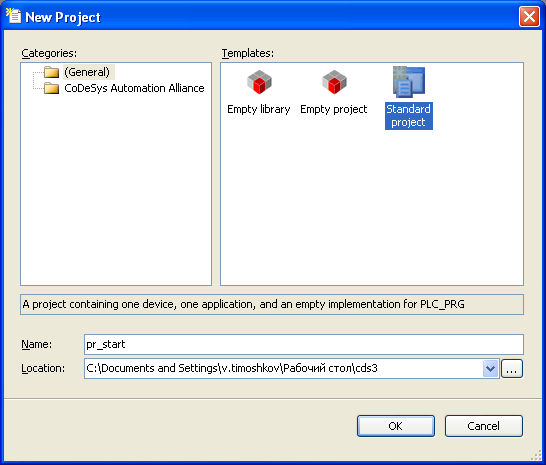 New Project
Categories:
Templates:
(General)
CoDeSys Automation Alliance
Empty library
Empty project
Standard
project
A project containing one device, one application, and an empty implementation for PLC_PRG
Name:
pr_start
Location:
C:\Documents and Settings\v.timoshkov\Рабочий стол\cds3
...
OK
Cancel